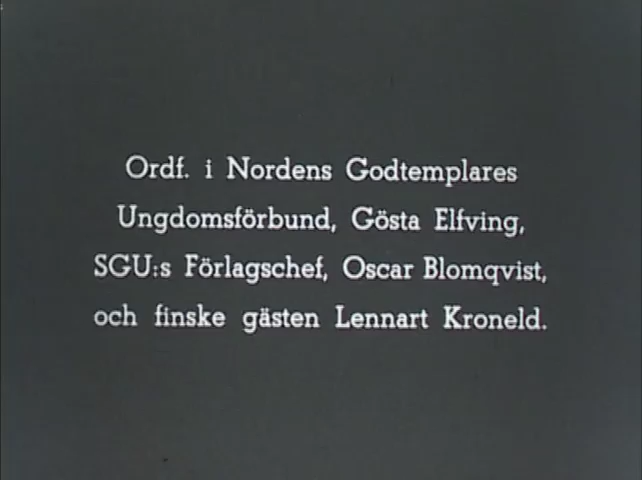 Ordf. i Nordens Godtemplares
Ungdomsförbund, Gösta Elfving,
SGU:s Förlagschef, Oscar Blomqvist,
och finske gästen Lennart Kroneld.